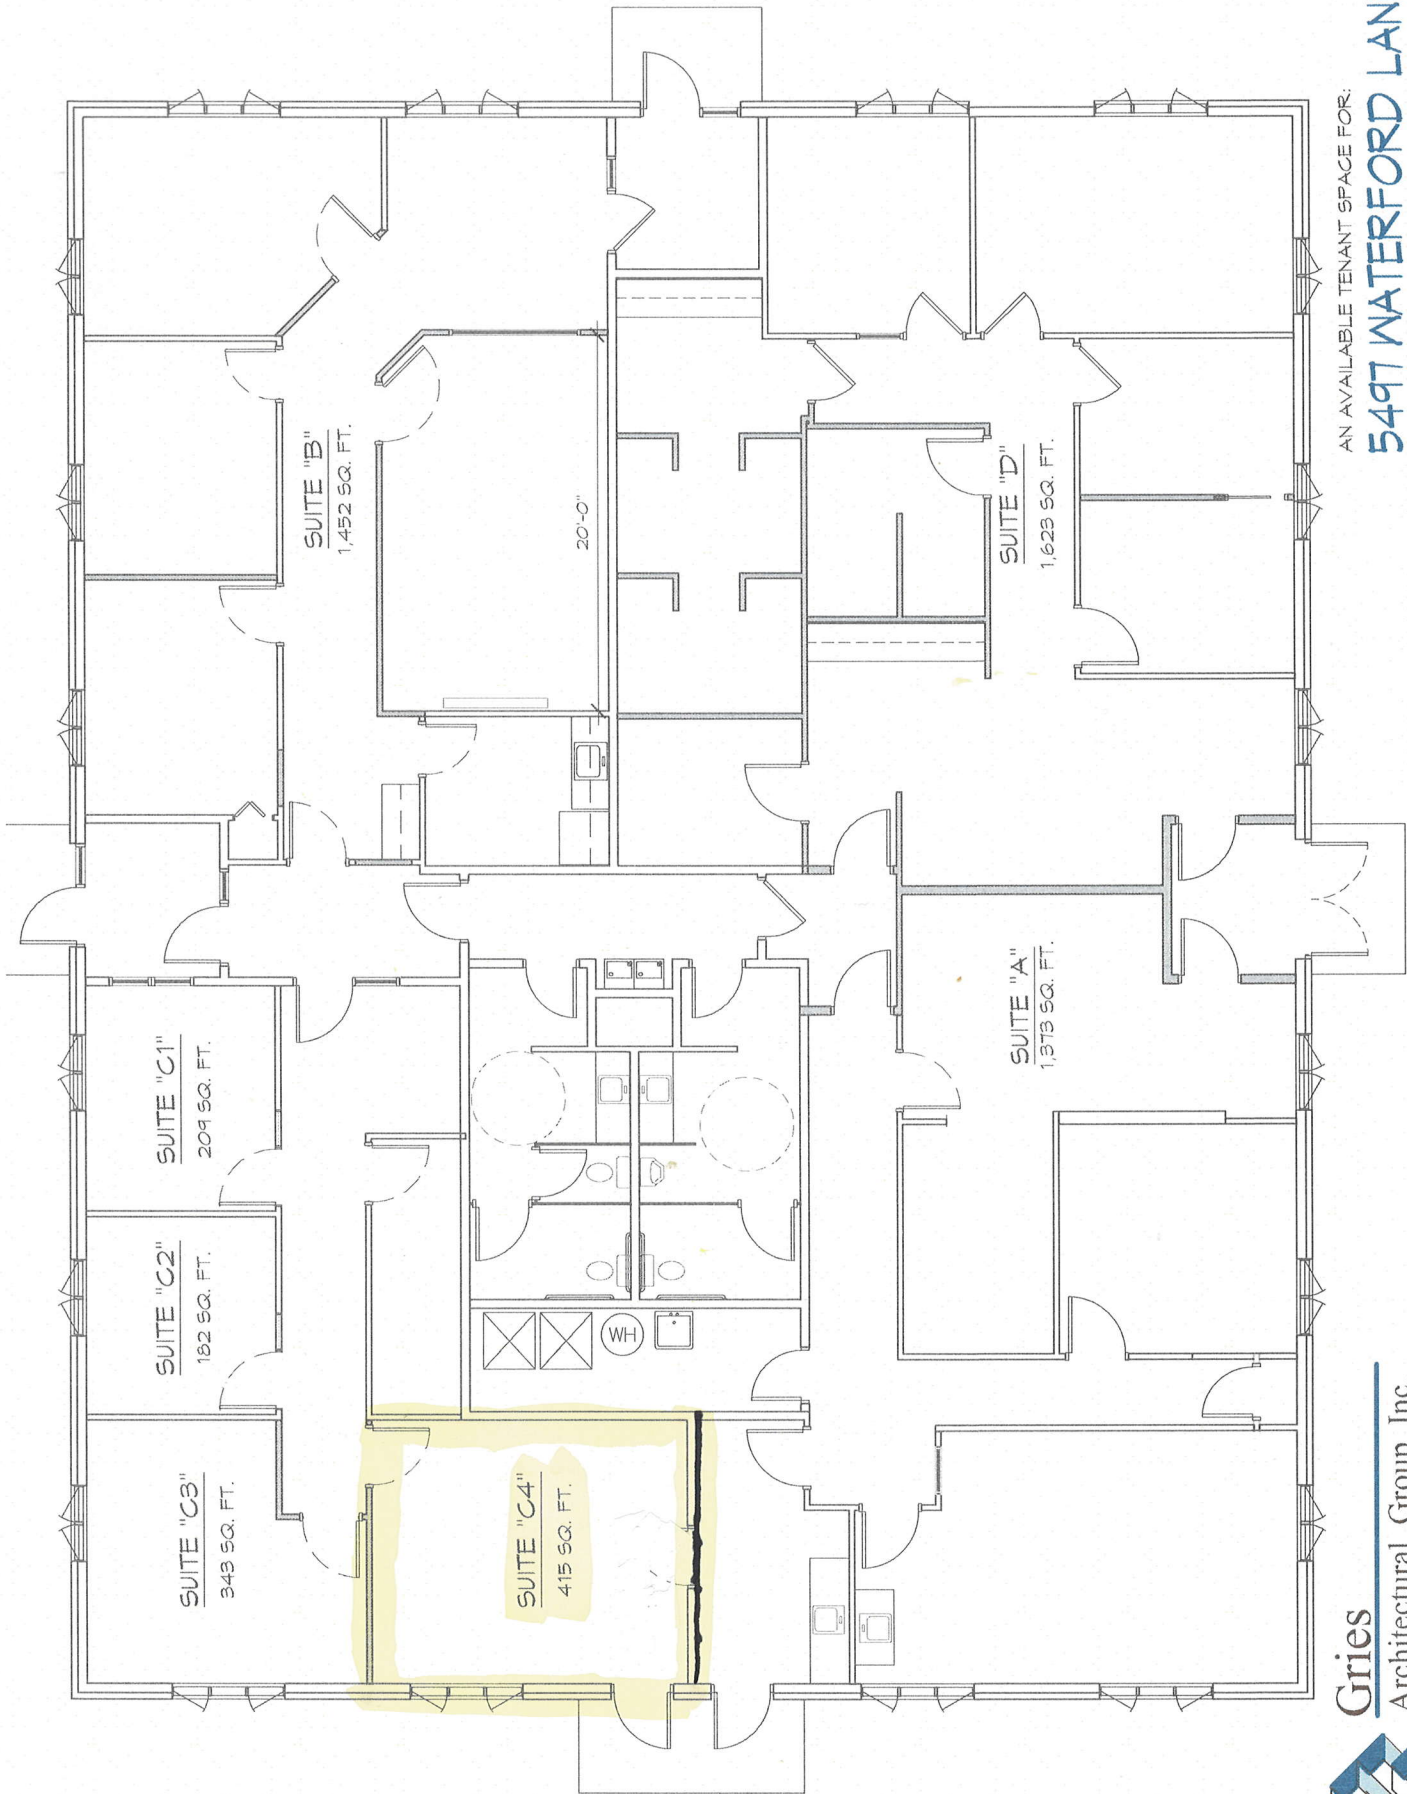 SUITE "C1"
209 SQ. FT.
SUITE "C2"
182 SQ. FT.
SUITE "C3"
343 SQ. FT.
SUITE "B"
1,452 SQ. FT.
20'-0"
SUITE "C4"
415 SQ. FT.
WH
SUITE "D"
1,623 SQ. FT.
SUITE "A"
1,373 SQ. FT.
AN AVAILABLE TENANT SPACE FOR:
5497 WATERFORD LAN
Gries
Architectural Group Inc